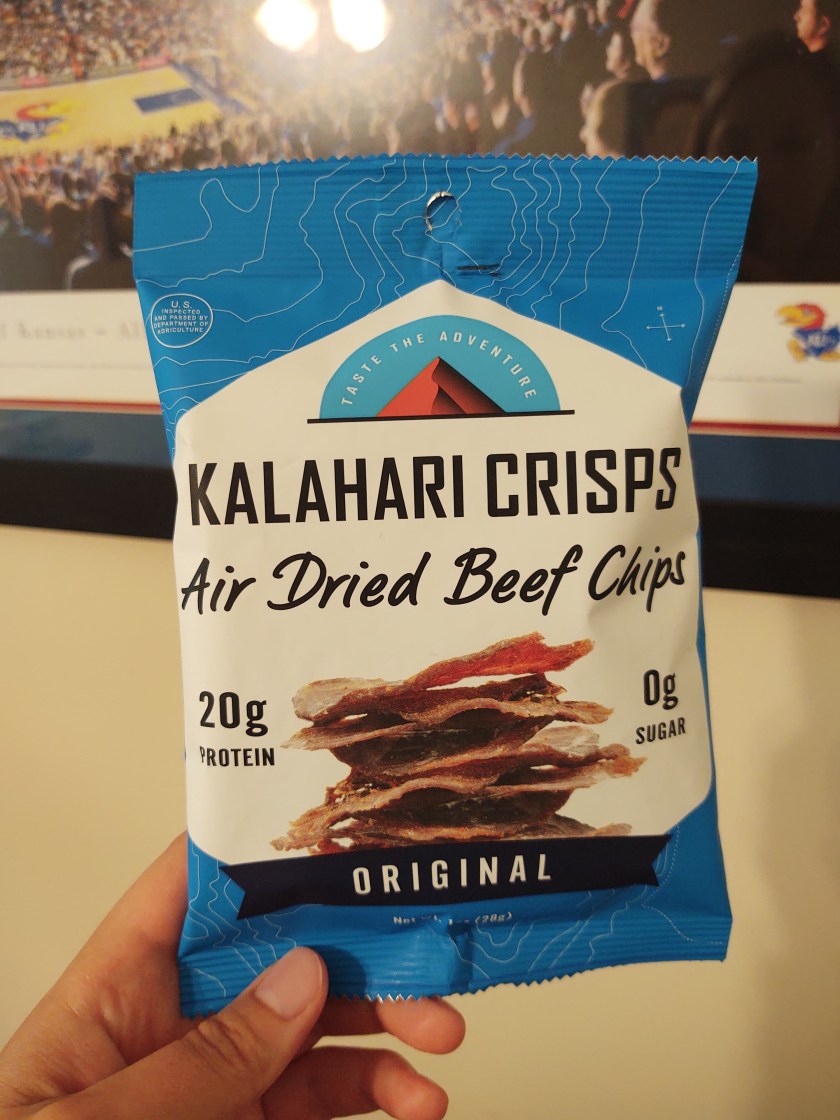 U.S.
INSPECTED
AND PASSED BY
DEPARTMENT OF
AGRICULTURE
TASTE THE ADVENTURE
KALAHARI CRISPS
Air Dried Beef Chips
20g
PROTEIN
0g
SUGAR
ORIGINAL
(28g)